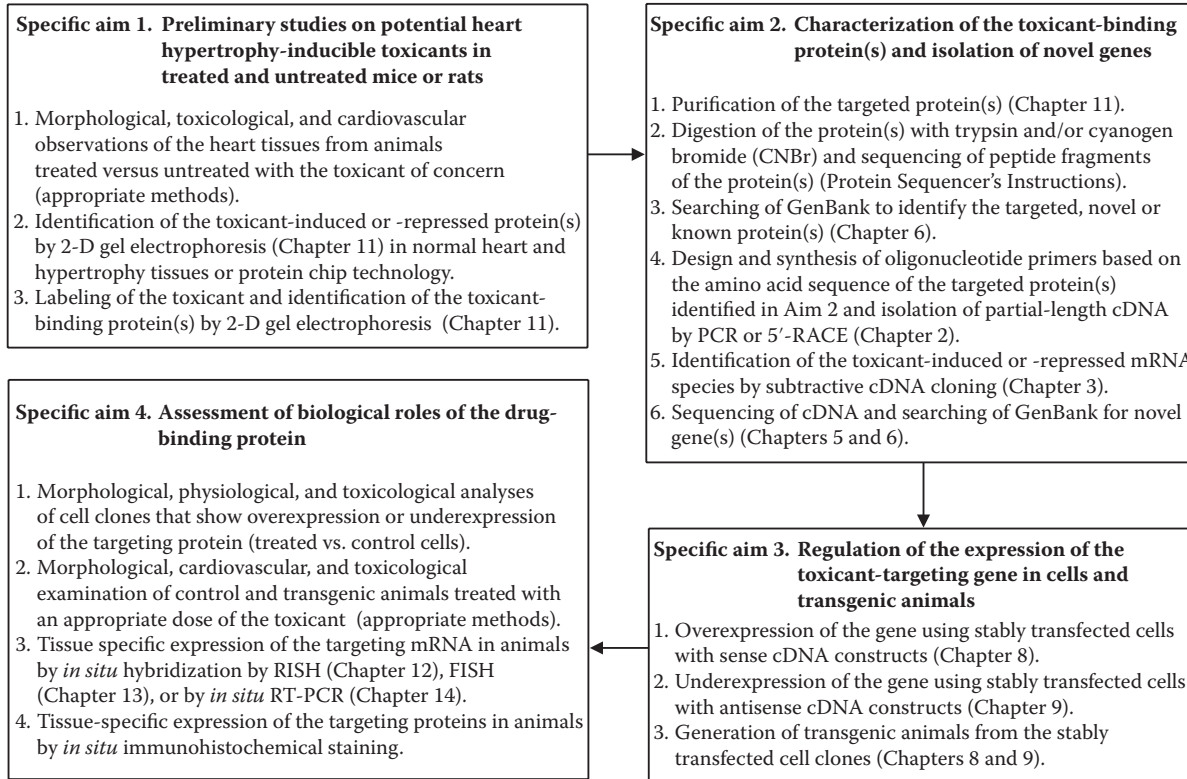 Specific aim 1. Preliminary studies on potential heart
hypertrophy-inducible toxicants in
treated and untreated mice or rats
1. Morphological, toxicological, and cardiovascular
observations of the heart tissues from animals
treated versus untreated with the toxicant of concern
(appropriate methods).
2. Identification of the toxicant-induced or -repressed protein(s)
by 2-D gel electrophoresis (Chapter 11) in normal heart and
hypertrophy tissues or protein chip technology.
3. Labeling of the toxicant and identification of the toxicant-
binding protein(s) by 2-D gel electrophoresis (Chapter 11).
Specific aim 2. Characterization of the toxicant-binding
protein(s) and isolation of novel genes
1. Purification of the targeted protein(s) (Chapter 11).
2. Digestion of the protein(s) with trypsin and/or cyanogen
bromide (CNBr) and sequencing of peptide fragments
of the protein(s) (Protein Sequencer's Instructions).
3. Searching of GenBank to identify the targeted, novel or
known protein(s) (Chapter 6).
4. Design and synthesis of oligonucleotide primers based on
the amino acid sequence of the targeted protein(s)
identified in Aim 2 and isolation of partial-length cDNA
by PCR or 5′-RACE (Chapter 2).
5. Identification of the toxicant-induced or -repressed mRNA
species by subtractive cDNA cloning (Chapter 3).
6. Sequencing of cDNA and searching of GenBank for novel
gene(s) (Chapters 5 and 6).
Specific aim 3. Regulation of the expression of the
toxicant-targeting gene in cells and
transgenic animals
1. Overexpression of the gene using stably transfected cells
with sense cDNA constructs (Chapter 8).
2. Underexpression of the gene using stably transfected cells
with antisense cDNA constructs (Chapter 9).
3. Generation of transgenic animals from the stably
transfected cell clones (Chapters 8 and 9).
Specific aim 4. Assessment of biological roles of the drug-
binding protein
1. Morphological, physiological, and toxicological analyses
of cell clones that show overexpression or underexpression
of the targeting protein (treated vs. control cells).
2. Morphological, cardiovascular, and toxicological
examination of control and transgenic animals treated with
an appropriate dose of the toxicant (appropriate methods).
3. Tissue specific expression of the targeting mRNA in animals
by in situ hybridization by RISH (Chapter 12), FISH
(Chapter 13), or by in situ RT-PCR (Chapter 14).
4. Tissue-specific expression of the targeting proteins in animals
by in situ immunohistochemical staining.